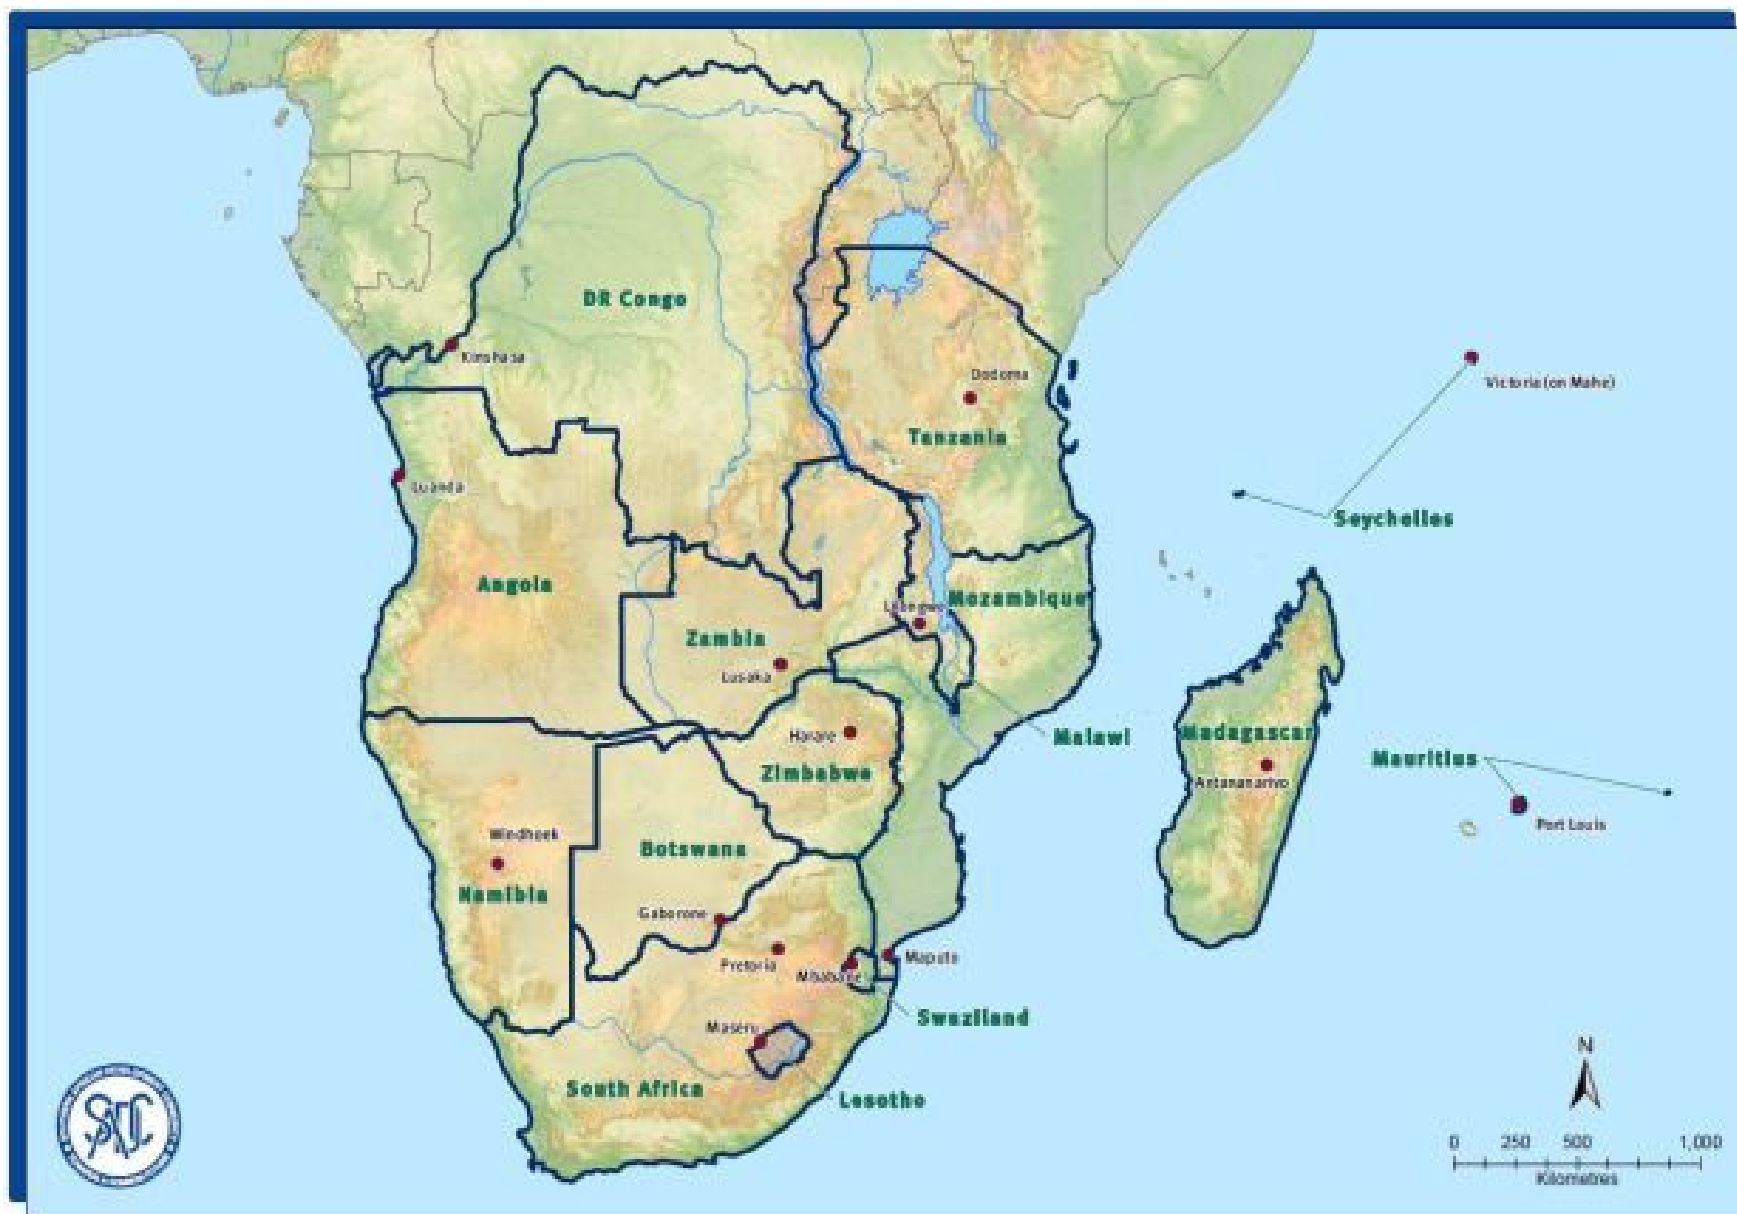 DR Congo
Kinshasa
Dodoma
Tanzania
Victoria (on Mahe)
Luanda
Seychelles
Angola
Mozambique
Zambia
Lusaka
Malawi
Madagascar
Harare
Zimbabwe
Mauritius
Antananarivo
Port Louis
Windhoek
Botswana
Namibia
Gaborone
Pretoria
Mbabane
Maputo
Swaziland
Maseru
South Africa
Lesotho
SADC
N
0 250 500 1,000
Kilometres